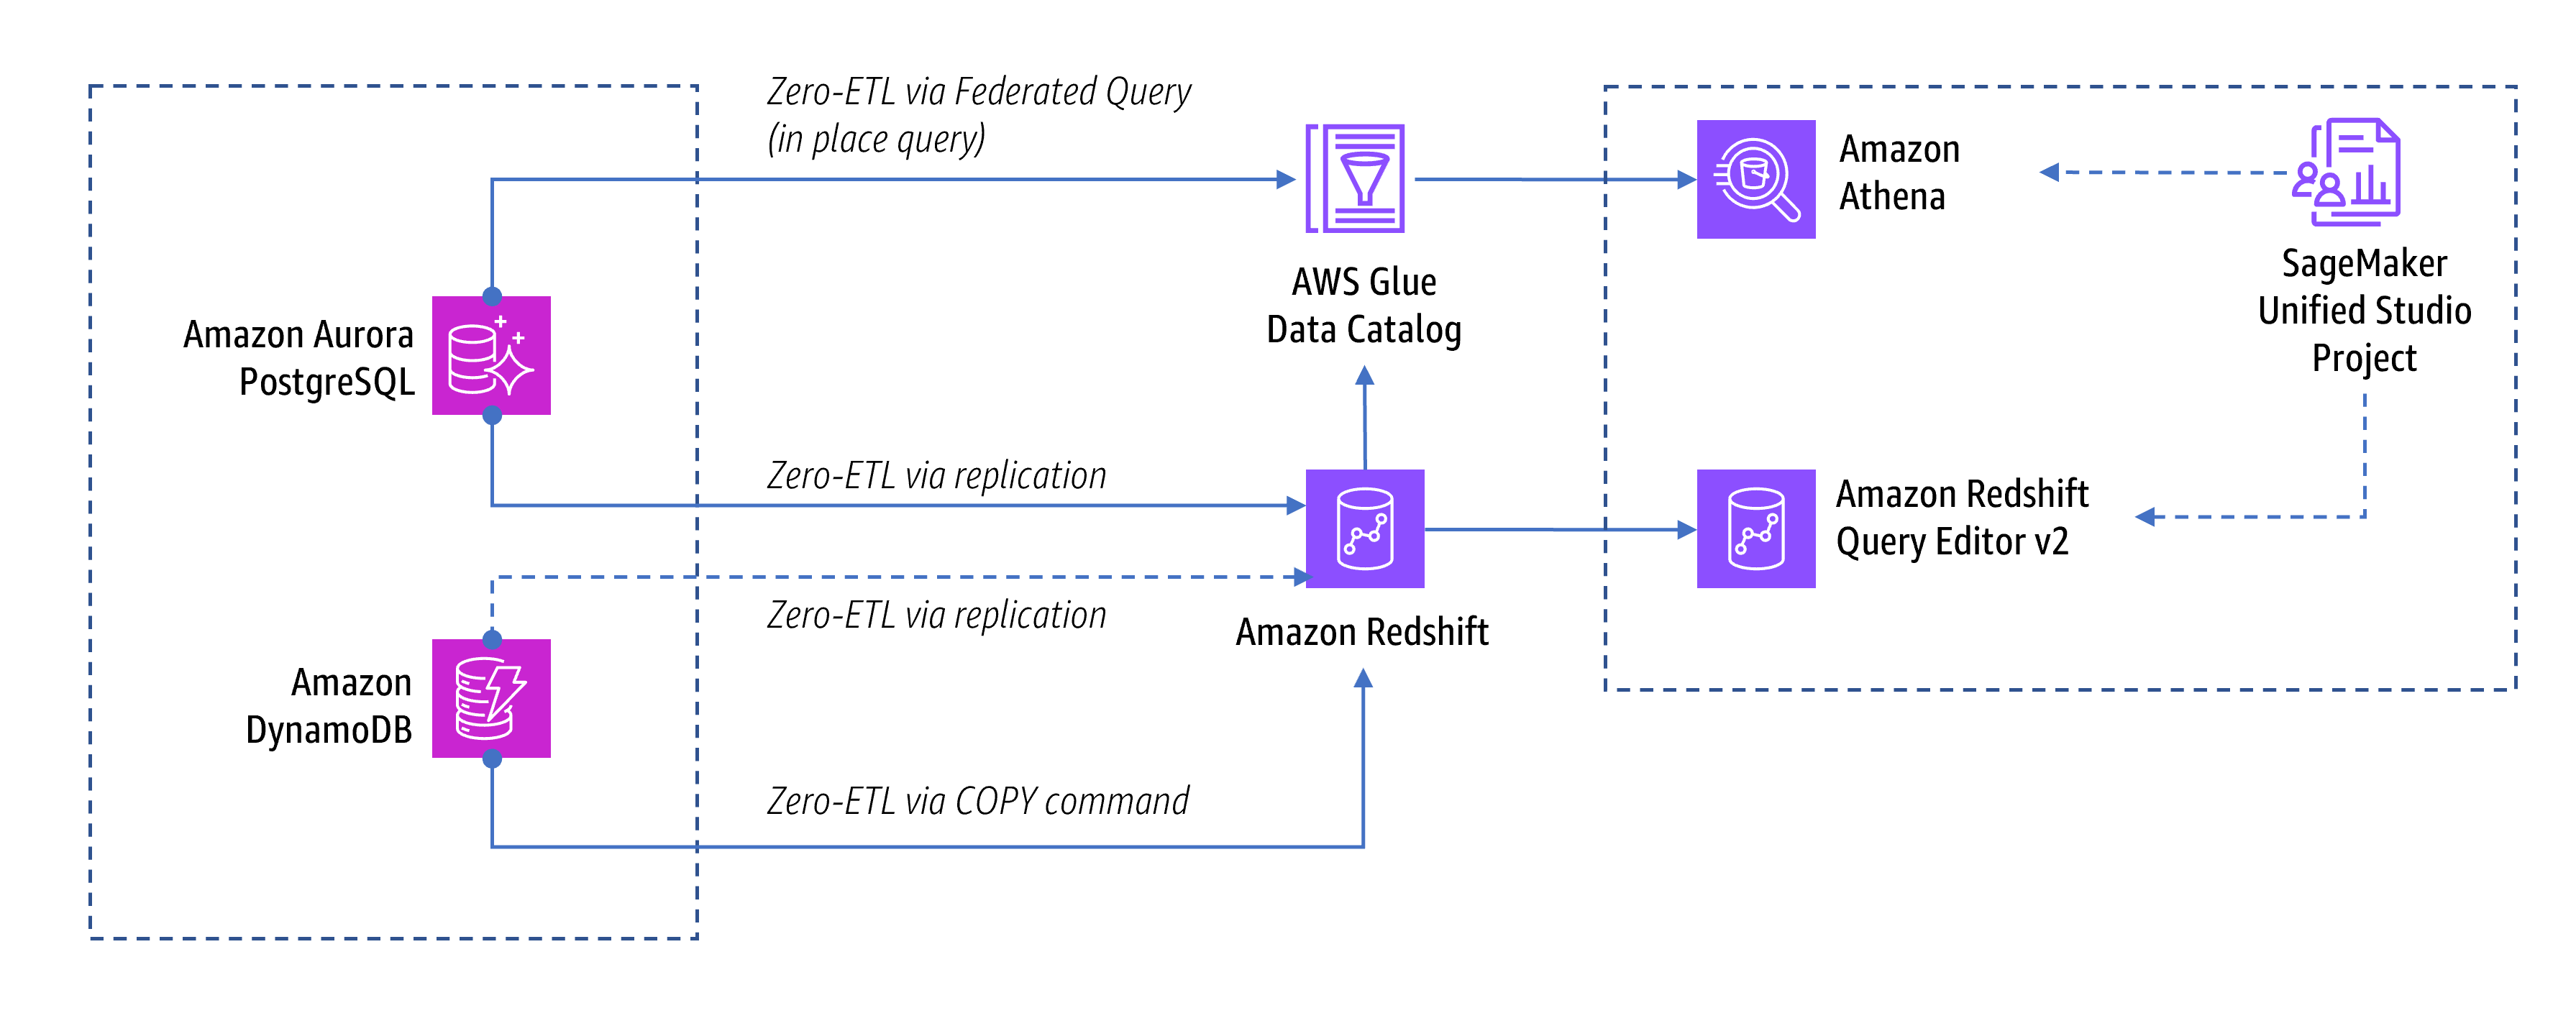 Zero-ETL via Federated Query
(in place query)
Amazon
Athena
SageMaker
Unified Studio
Project
AWS Glue
Data Catalog
Amazon Aurora
PostgreSQL
Zero-ETL via replication
Amazon Redshift
Query Editor v2
Zero-ETL via replication
Amazon Redshift
Amazon
DynamoDB
Zero-ETL via COPY command